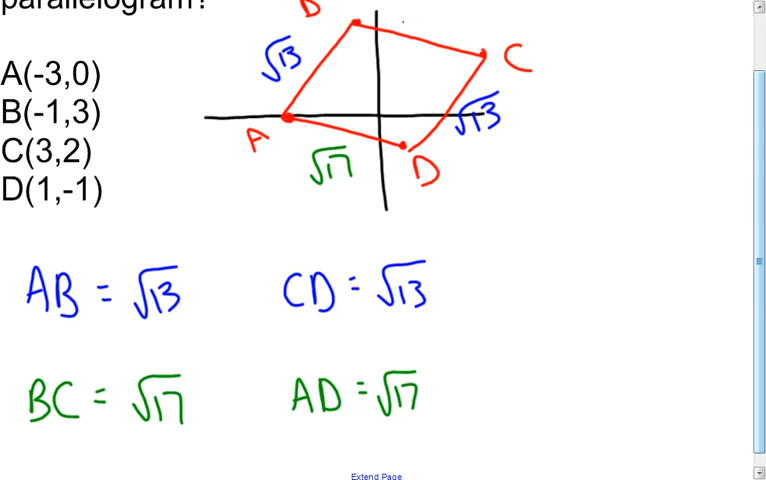 parallelogram?
B
A(-3,0)
B(-1,3)
C(3,2)
D(1,-1)
√13
C
√13
A
√17
D
AB = √13
CD = √13
BC = √17
AD = √17
Extend Page